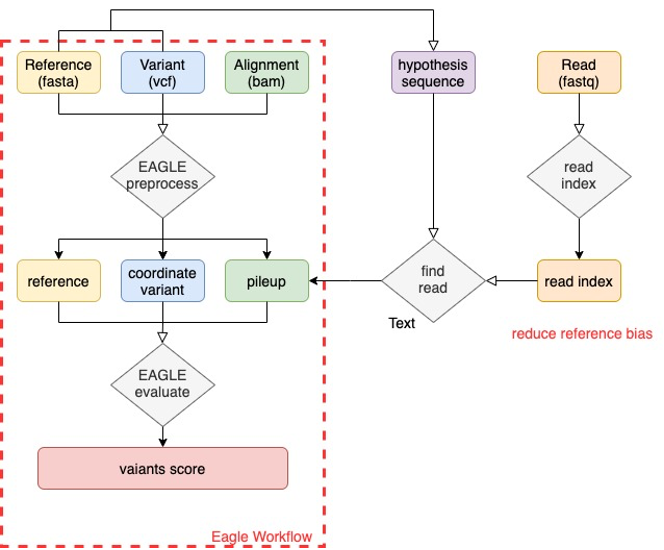 Reference
(fasta)
Variant
(vcf)
Alignment
(bam)
hypothesis
sequence
Read
(fastq)
EAGLE
preprocess
read
index
reference
coordinate
variant
pileup
find
read
read index
Text
reduce reference bias
EAGLE
evaluate
vaiants score
Eagle Workflow